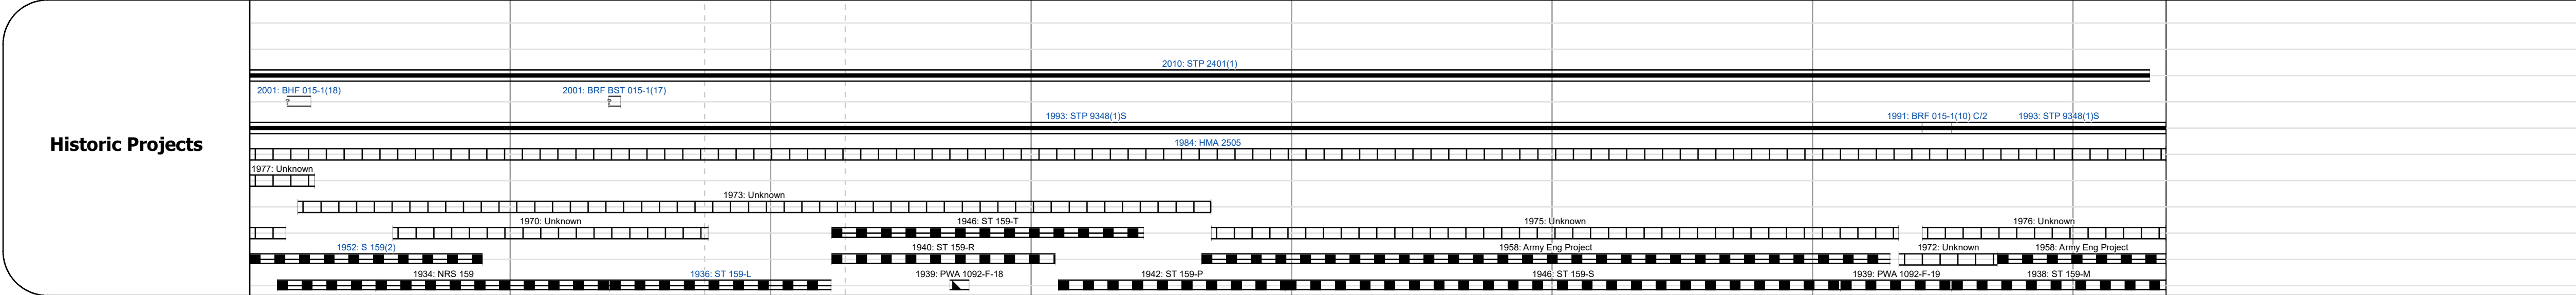 2010: STP 2401(1)
2001: BHF 015-1(18) 2001: BRF BST 015-1(17)
1993: STP 9348(1)S 1991: BRF 015-1(10) C/2 1993: STP 9348(1)S
Historic Projects
1984: HMA 2505
1977: Unknown
1973: Unknown
1970: Unknown 1946: ST 159-T 1975: Unknown 1976: Unknown
1952: S 159(2) 1940: ST 159-R 1958: Army Eng Project 1972: Unknown 1958: Army Eng Project
1934: NRS 159 1936: ST 159-L 1939: PWA 1092-F-18 1942: ST 159-P 1946: ST 159-S 1939: PWA 1092-F-19 1938: ST 159-M